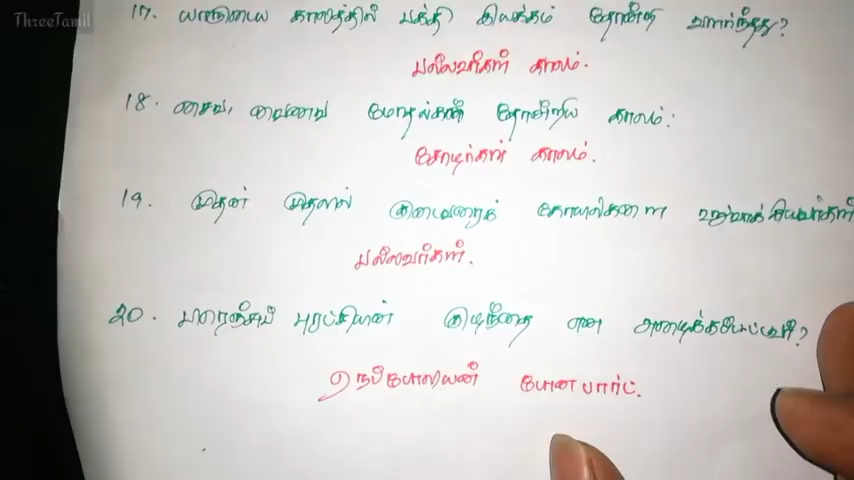 ThreeTamil
17. யாருடைய காலத்தில் பக்தி இயக்கம் தோன்றி வளர்ந்தது?
பல்லவர்கள் காலம்.
18. சைவ, வைணவ மோதல்கள் தோன்றிய காலம்:
சோழர்கள் காலம்.
19. முதன் முதலில் குடைவரைக் கோயில்களை உருவாக்கியவர்கள்
பல்லவர்கள்.
20. பிரெஞ்சுப் புரட்சியின் குழந்தை என அழைக்கப்பட்டவர்?
நெப்போலியன் போனபார்ட்.